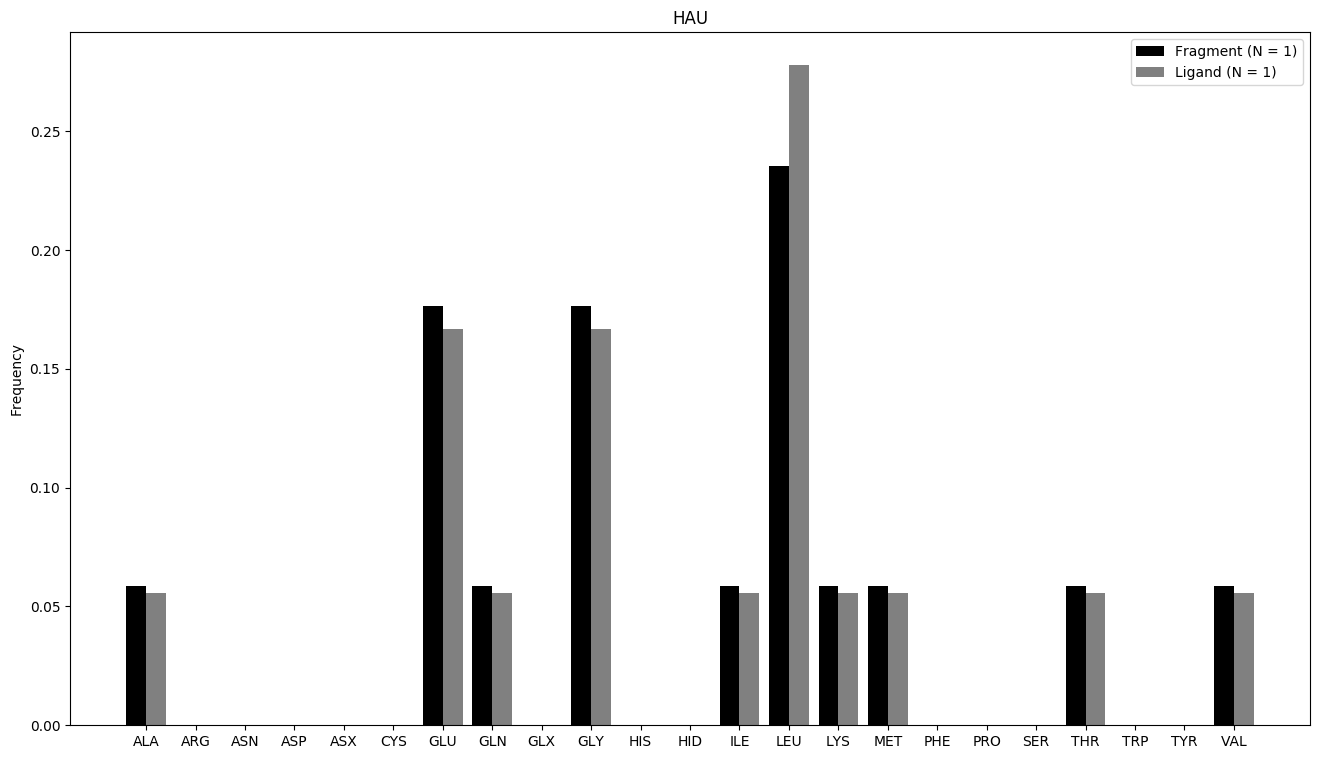 HAU
Fragment (N = 1)
Ligand (N = 1)
Frequency
0.25
0.20
0.15
0.10
0.05
0.00
ALA ARG ASN ASP ASX CYS GLU GLN GLX GLY HIS HID ILE LEU LYS MET PHE PRO SER THR TRP TYR VAL